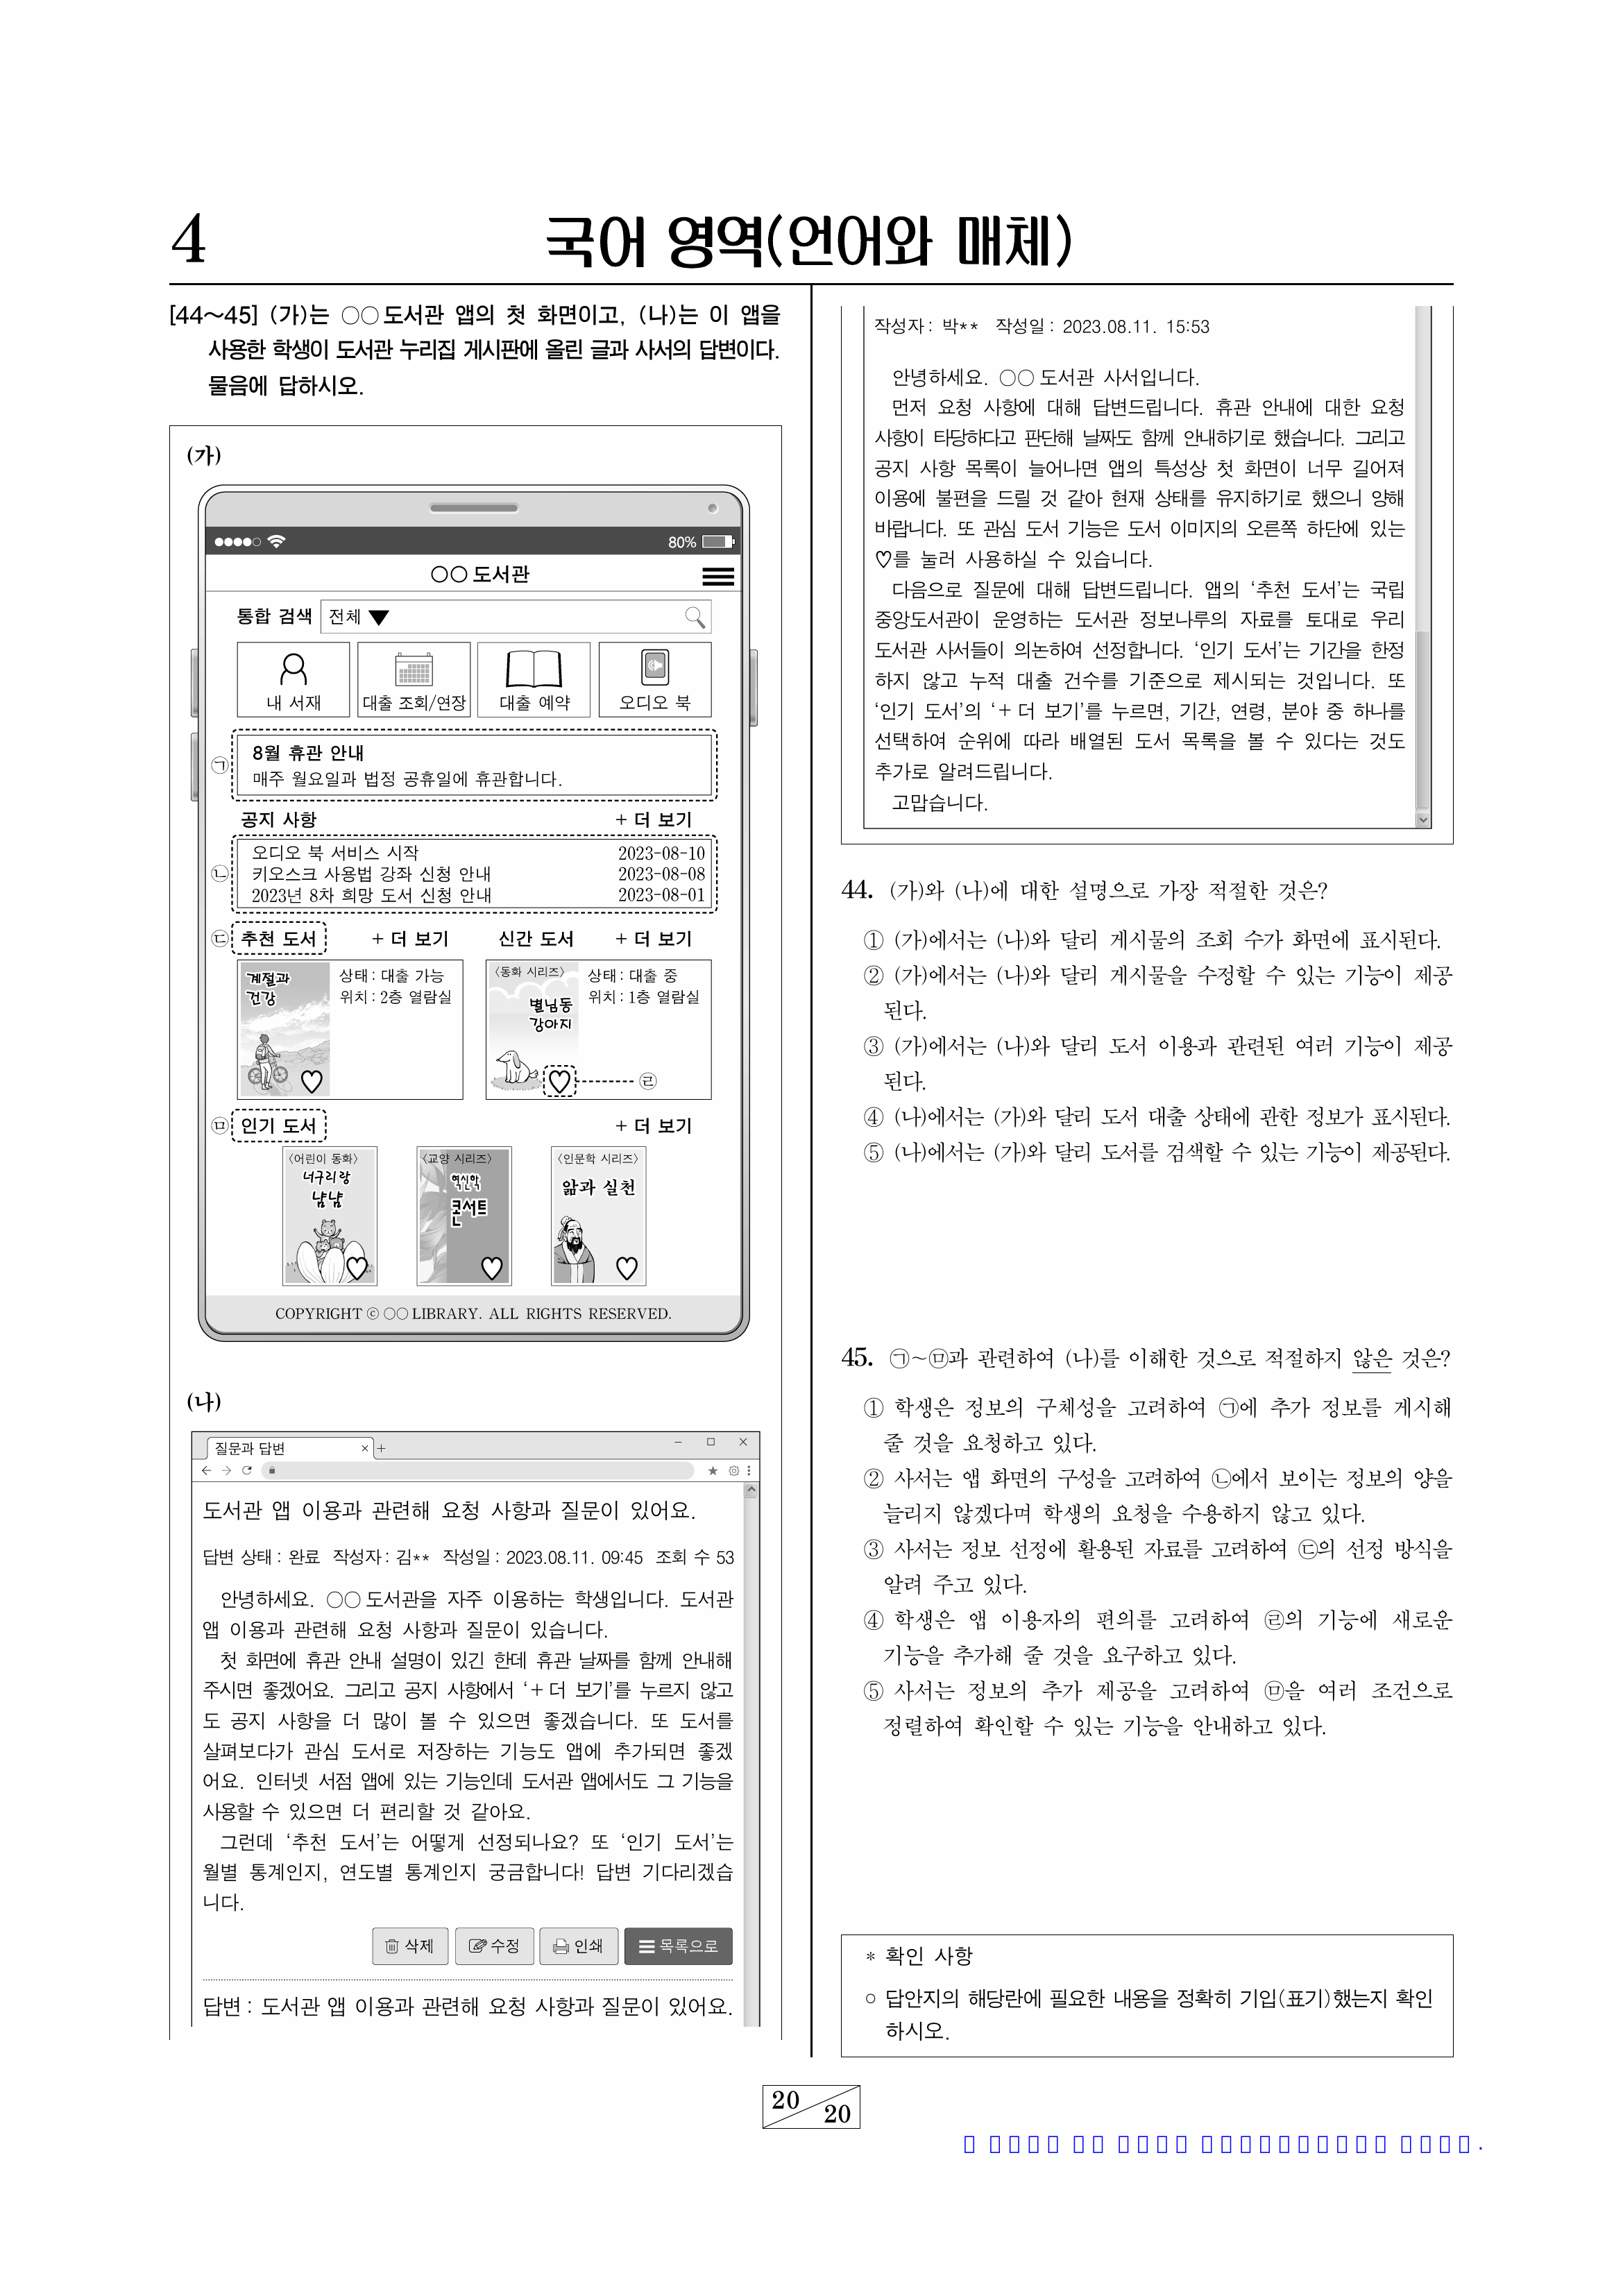 4
국어 영역(언어와 매체)
[44~45] (가)는 ○○도서관 앱의 첫 화면이고, (나)는 이 앱을
사용한 학생이 도서관 누리집 게시판에 올린 글과 사서의 답변이다.
물음에 답하시오.
(가)
80%
○○도서관
통합 검색 전체 ▼
내 서재 대출 조회/연장 대출 예약 오디오 북
㉠
8월 휴관 안내
매주 월요일과 법정 공휴일에 휴관합니다.
공지 사항 + 더 보기
㉡
오디오 북 서비스 시작 2023-08-10
키오스크 사용법 강좌 신청 안내 2023-08-08
2023년 8차 희망 도서 신청 안내 2023-08-01
㉢ 추천 도서 + 더 보기 신간 도서 + 더 보기
계절과
건강
상태 : 대출 가능
위치 : 2층 열람실
〈동화 시리즈〉
별님동
강아지
상태 : 대출 중
위치 : 1층 열람실
㉣
㉤ 인기 도서 + 더 보기
〈어린이 동화〉
너구리랑
냠냠
〈교양 시리즈〉
혁신학
콘서트
〈인문학 시리즈〉
앎과 실천
COPYRIGHT ⓒ ○○ LIBRARY. ALL RIGHTS RESERVED.
(나)
질문과 답변 × +
도서관 앱 이용과 관련해 요청 사항과 질문이 있어요.
답변 상태 : 완료 작성자 : 김** 작성일 : 2023.08.11. 09:45 조회 수 53
안녕하세요. ○○도서관을 자주 이용하는 학생입니다. 도서관
앱 이용과 관련해 요청 사항과 질문이 있습니다.
첫 화면에 휴관 안내 설명이 있긴 한데 휴관 날짜를 함께 안내해
주시면 좋겠어요. 그리고 공지 사항에서 ‘+ 더 보기’를 누르지 않고
도 공지 사항을 더 많이 볼 수 있으면 좋겠습니다. 또 도서를
살펴보다가 관심 도서로 저장하는 기능도 앱에 추가되면 좋겠
어요. 인터넷 서점 앱에 있는 기능인데 도서관 앱에서도 그 기능을
사용할 수 있으면 더 편리할 것 같아요.
그런데 ‘추천 도서’는 어떻게 선정되나요? 또 ‘인기 도서’는
월별 통계인지, 연도별 통계인지 궁금합니다! 답변 기다리겠습
니다.
삭제 수정 인쇄 목록으로
답변 : 도서관 앱 이용과 관련해 요청 사항과 질문이 있어요.
작성자 : 박** 작성일 : 2023.08.11. 15:53
안녕하세요. ○○도서관 사서입니다.
먼저 요청 사항에 대해 답변드립니다. 휴관 안내에 대한 요청
사항이 타당하다고 판단해 날짜도 함께 안내하기로 했습니다. 그리고
공지 사항 목록이 늘어나면 앱의 특성상 첫 화면이 너무 길어져
이용에 불편을 드릴 것 같아 현재 상태를 유지하기로 했으니 양해
바랍니다. 또 관심 도서 기능은 도서 이미지의 오른쪽 하단에 있는
♡를 눌러 사용하실 수 있습니다.
다음으로 질문에 대해 답변드립니다. 앱의 ‘추천 도서’는 국립
중앙도서관이 운영하는 도서관 정보나루의 자료를 토대로 우리
도서관 사서들이 의논하여 선정합니다. ‘인기 도서’는 기간을 한정
하지 않고 누적 대출 건수를 기준으로 제시되는 것입니다. 또
‘인기 도서’의 ‘+ 더 보기’를 누르면, 기간, 연령, 분야 중 하나를
선택하여 순위에 따라 배열된 도서 목록을 볼 수 있다는 것도
추가로 알려드립니다.
고맙습니다.
44. (가)와 (나)에 대한 설명으로 가장 적절한 것은?
① (가)에서는 (나)와 달리 게시물의 조회 수가 화면에 표시된다.
② (가)에서는 (나)와 달리 게시물을 수정할 수 있는 기능이 제공
된다.
③ (가)에서는 (나)와 달리 도서 이용과 관련된 여러 기능이 제공
된다.
④ (나)에서는 (가)와 달리 도서 대출 상태에 관한 정보가 표시된다.
⑤ (나)에서는 (가)와 달리 도서를 검색할 수 있는 기능이 제공된다.
45. ㉠~㉤과 관련하여 (나)를 이해한 것으로 적절하지 않은 것은?
① 학생은 정보의 구체성을 고려하여 ㉠에 추가 정보를 게시해
줄 것을 요청하고 있다.
② 사서는 앱 화면의 구성을 고려하여 ㉡에서 보이는 정보의 양을
늘리지 않겠다며 학생의 요청을 수용하지 않고 있다.
③ 사서는 정보 선정에 활용된 자료를 고려하여 ㉢의 선정 방식을
알려 주고 있다.
④ 학생은 앱 이용자의 편의를 고려하여 ㉣의 기능에 새로운
기능을 추가해 줄 것을 요구하고 있다.
⑤ 사서는 정보의 추가 제공을 고려하여 ㉤을 여러 조건으로
정렬하여 확인할 수 있는 기능을 안내하고 있다.
* 확인 사항
○ 답안지의 해당란에 필요한 내용을 정확히 기입(표기)했는지 확인
하시오.
20
20